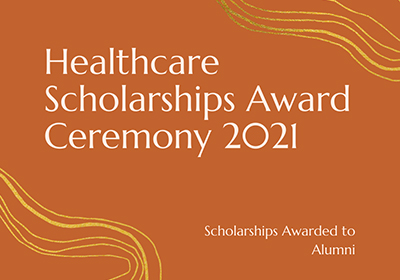 Healthcare
Scholarships Award
Ceremony 2021
Scholarships Awarded to
Alumni